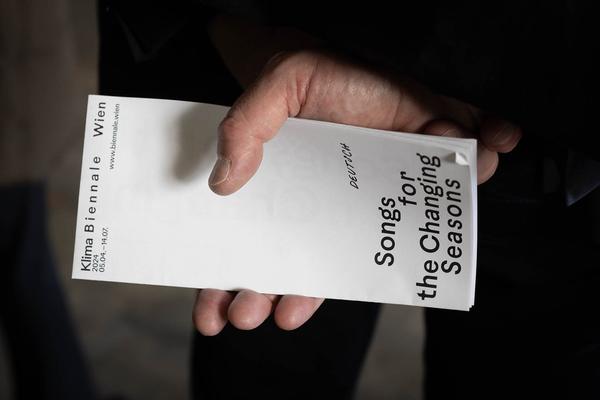 Klima Biennale Wien
2024
05.04.–14.07.
www.biennale.wien
DEUTSCH
Songs
for
the Changing
Seasons